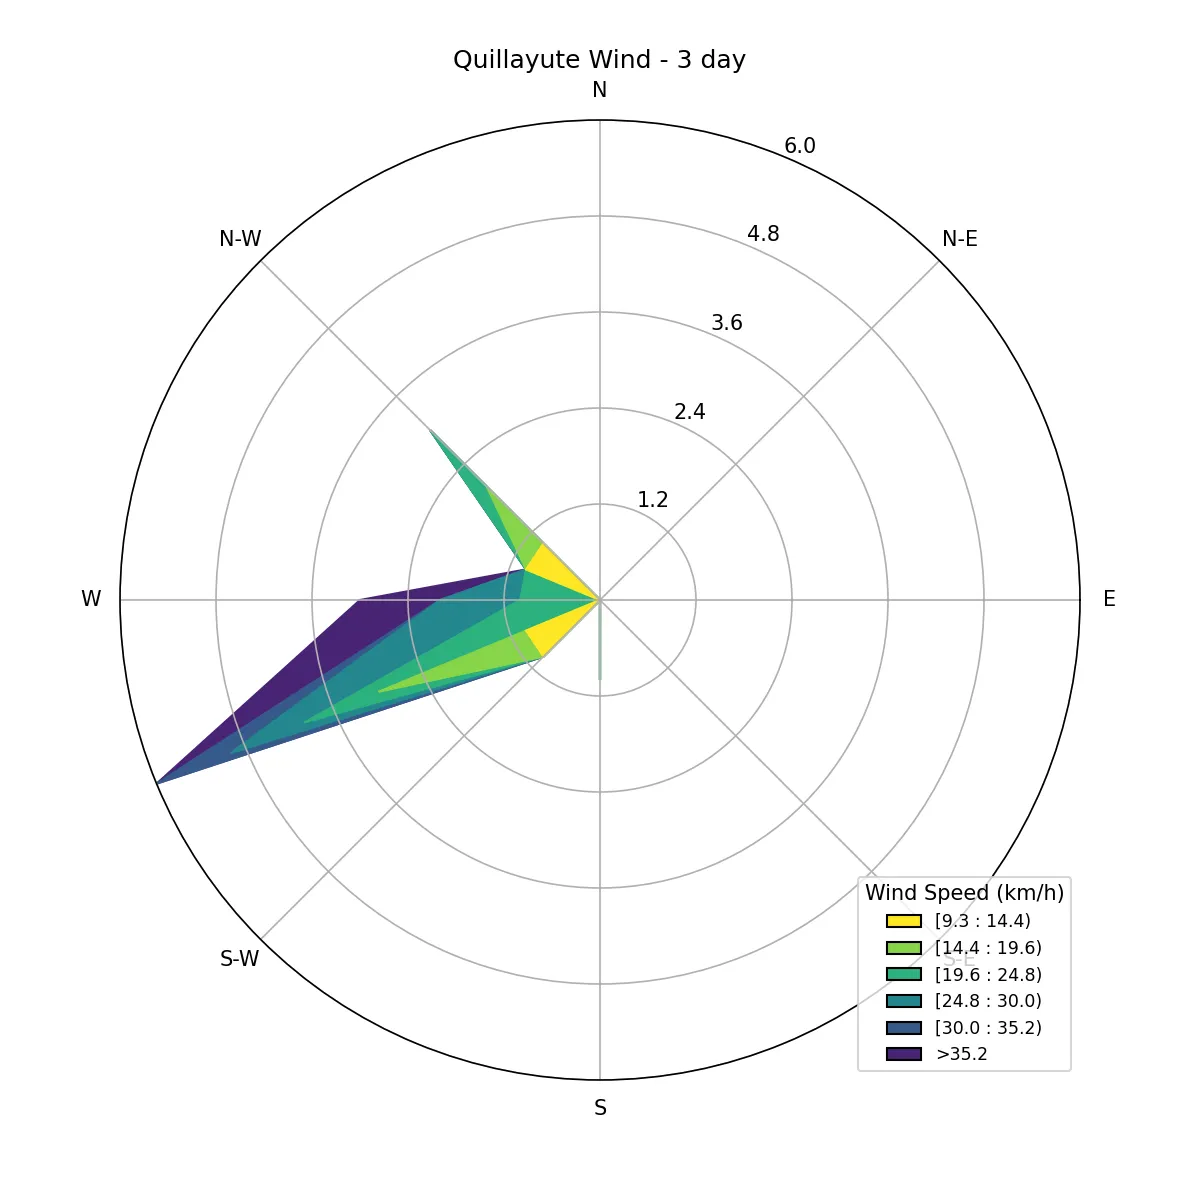 Quillayute Wind - 3 day
N
6.0
4.8
N-W
N-E
3.6
2.4
1.2
W
E
S-W
S-E
S
Wind Speed (km/h)
[9.3 : 14.4)
[14.4 : 19.6)
[19.6 : 24.8)
[24.8 : 30.0)
[30.0 : 35.2)
>35.2